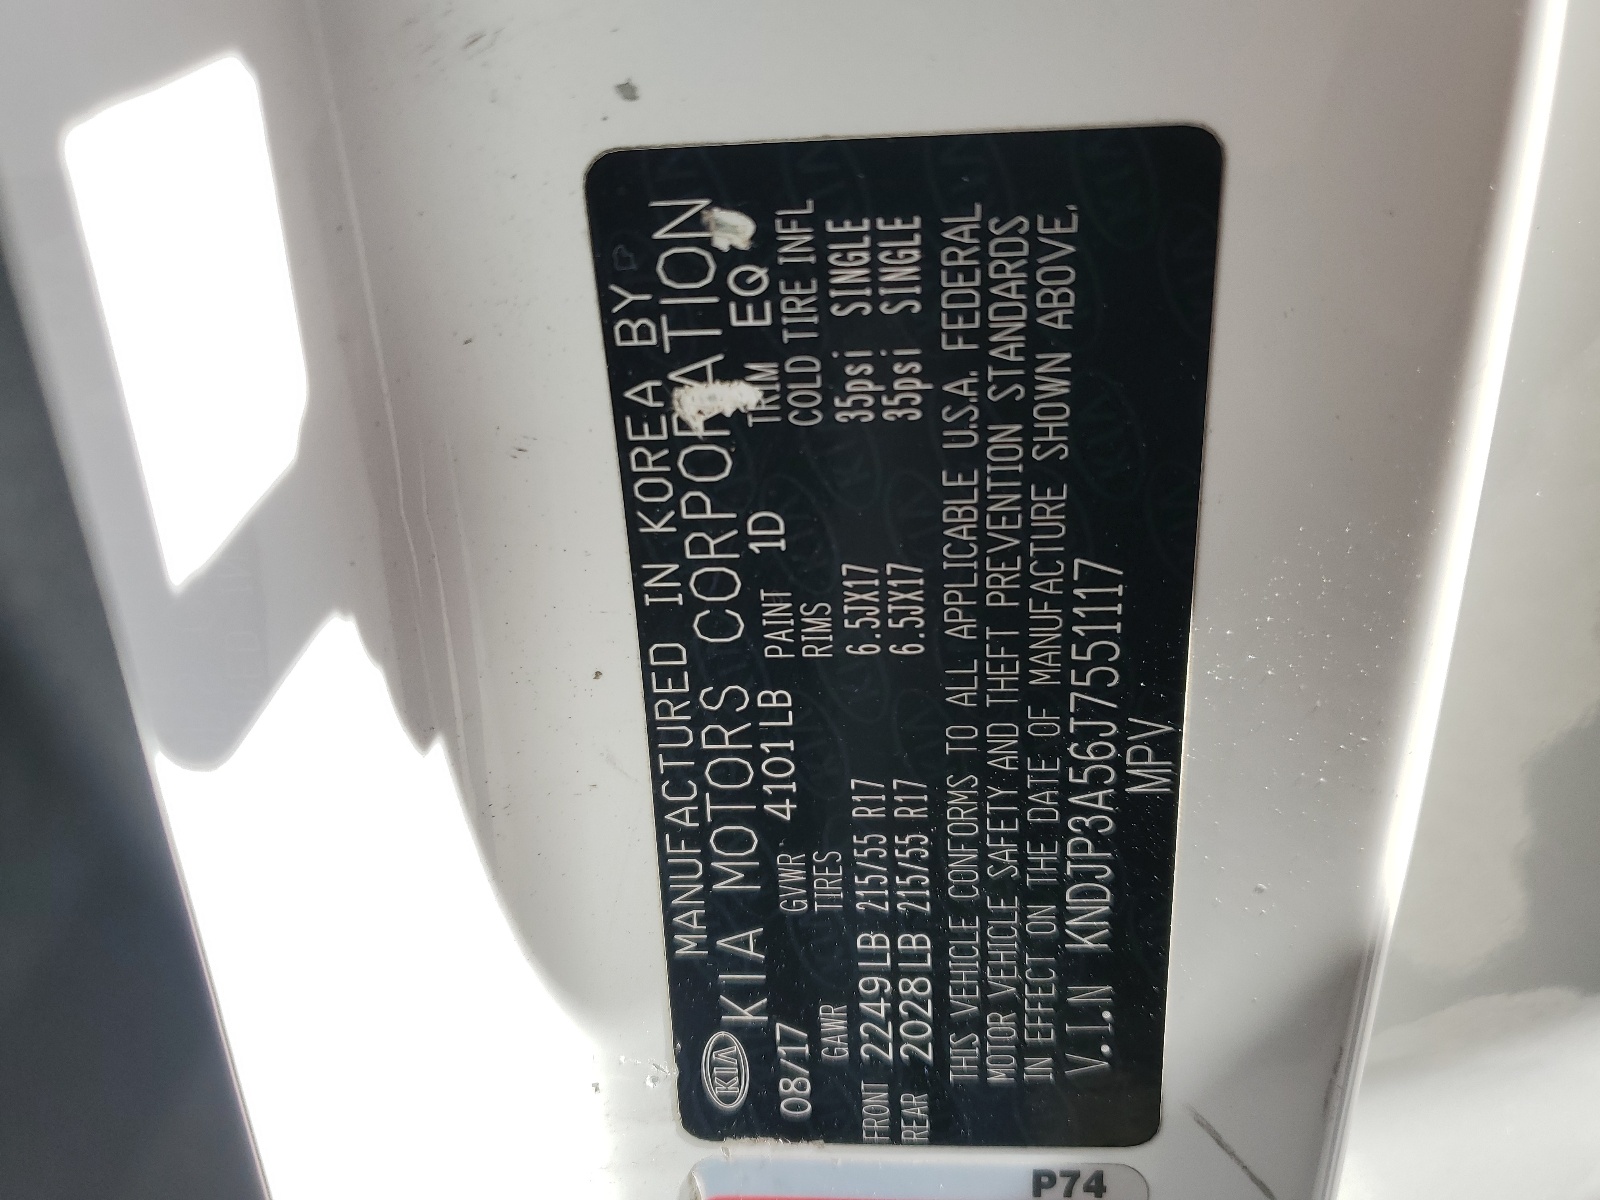 MANUFACTURED IN KOREA BY
KIA KIA MOTORS CORPORATION
08/17 GVWR 4101LB PAINT 1D TRIM EQ
GAWR TIRES RIMS COLD TIRE INFL
FRONT 2249LB 215/55 R17 6.5JX17 35psi SINGLE
REAR 2028LB 215/55 R17 6.5JX17 35psi SINGLE
THIS VEHICLE CONFORMS TO ALL APPLICABLE U.S.A. FEDERAL
MOTOR VEHICLE SAFETY AND THEFT PREVENTION STANDARDS
IN EFFECT ON THE DATE OF MANUFACTURE SHOWN ABOVE.
V.I.N KNDJP3A56J7551117
MPV
P74